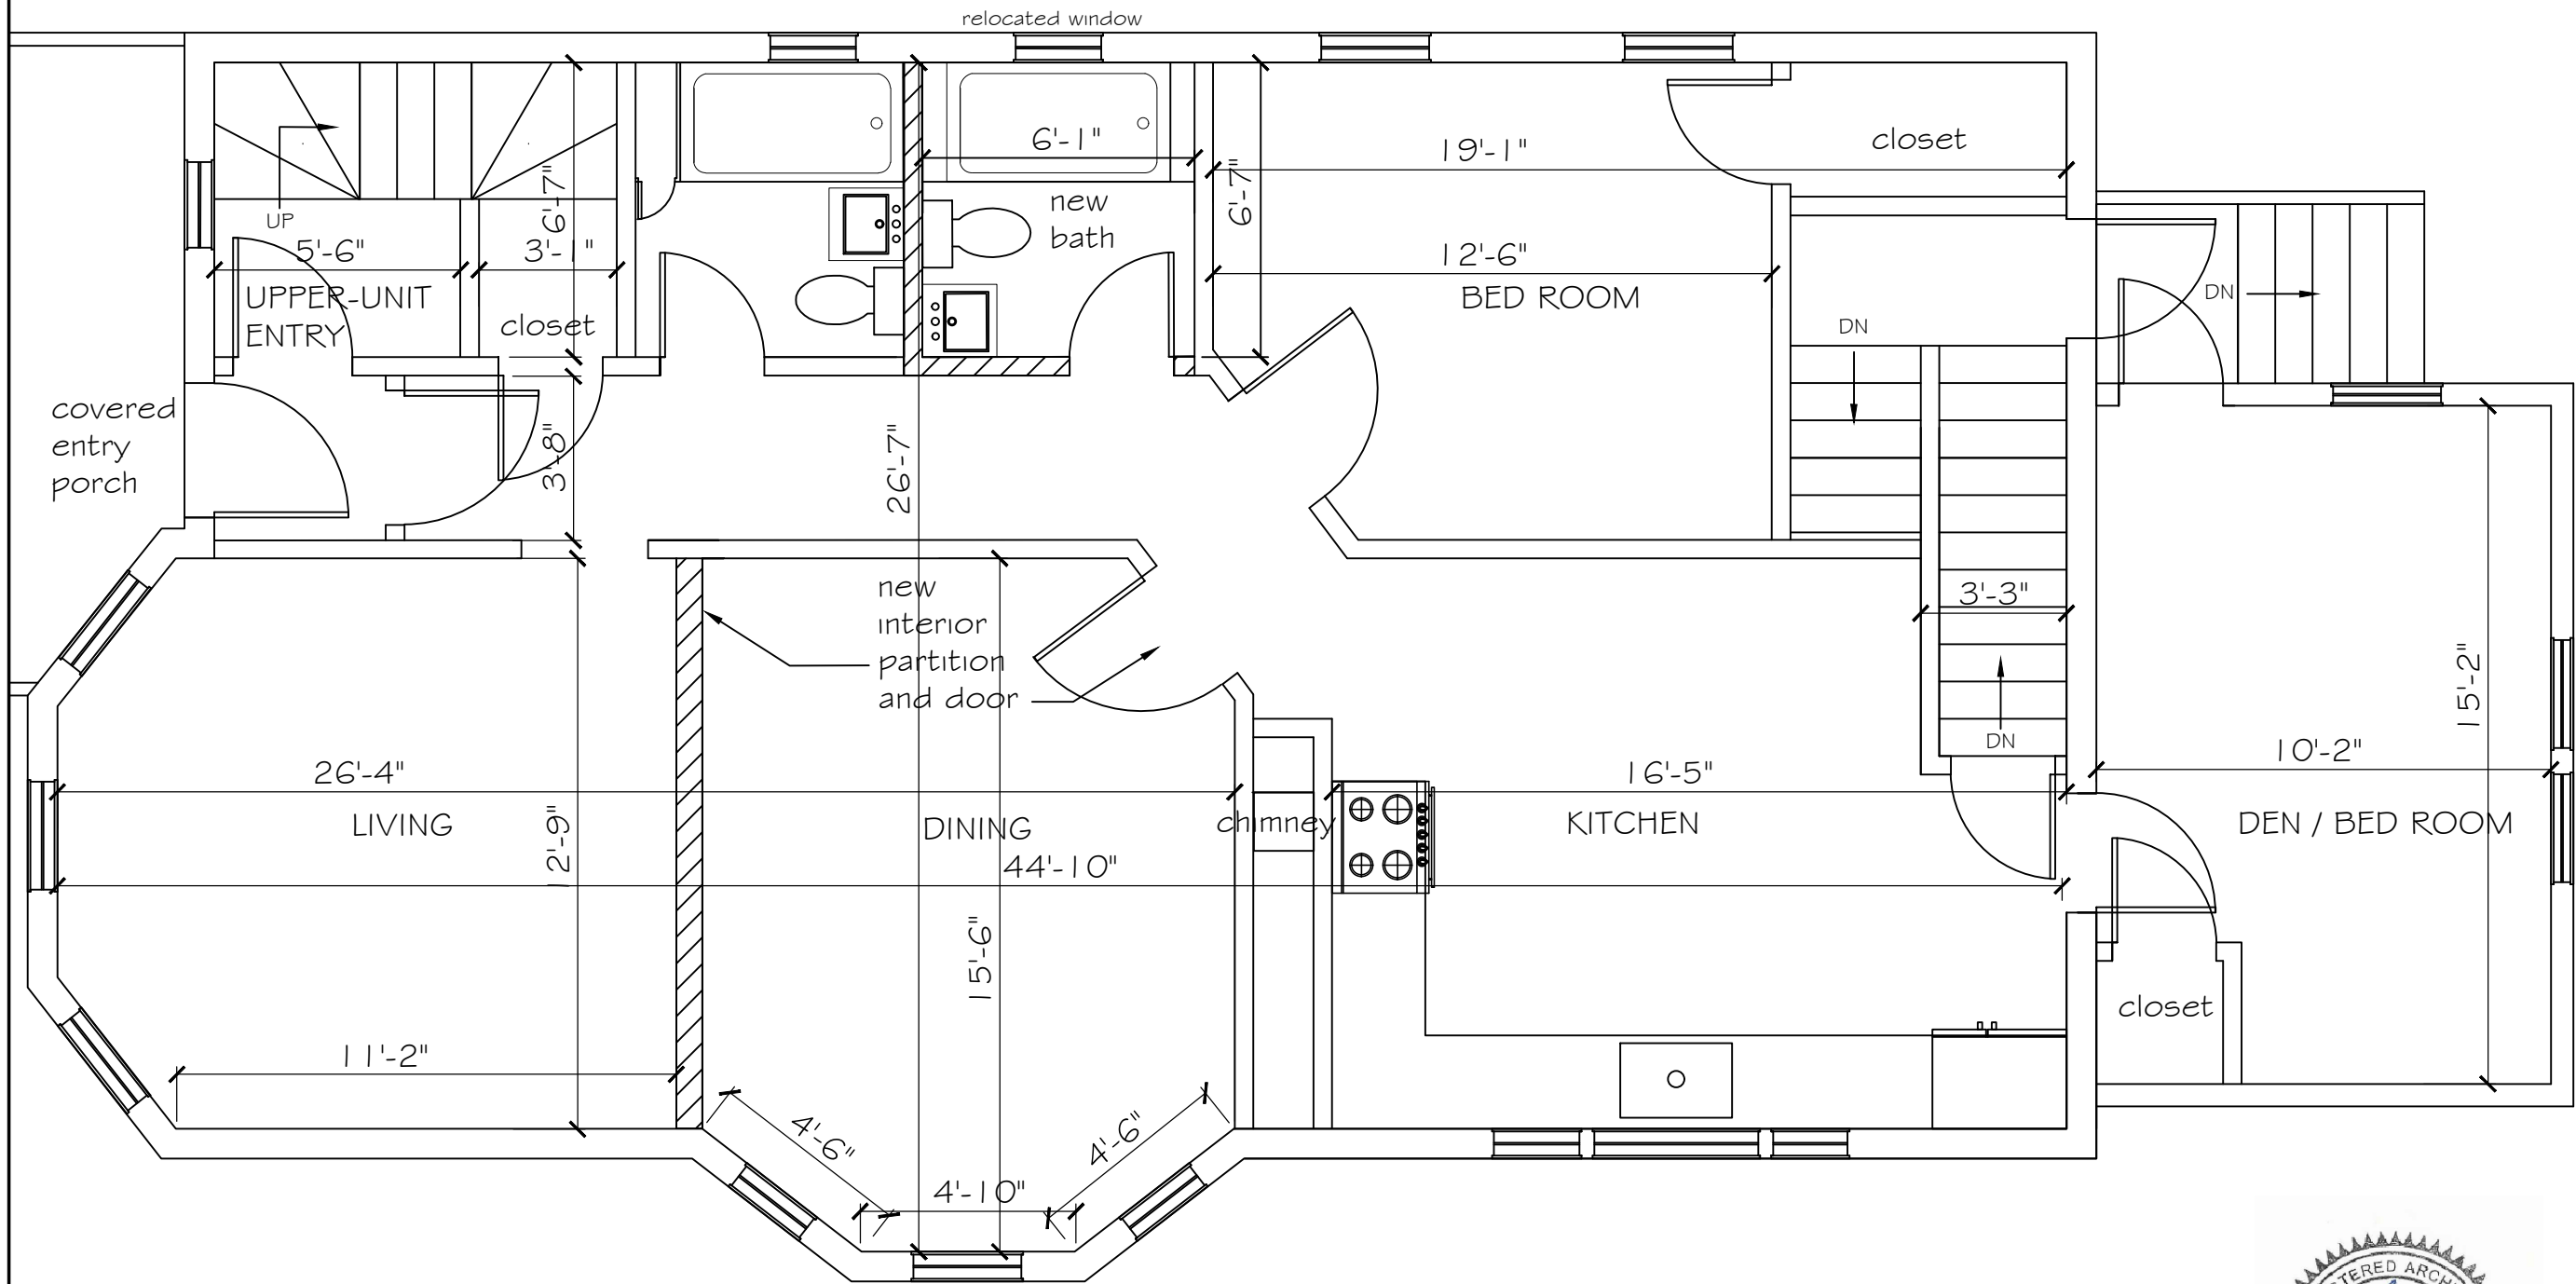 relocated window
6'-1"
19'-1"
closet
6'-7"
6'-7"
new
bath
UP
5'-6"
3'-1"
12'-6"
UPPER-UNIT
ENTRY
closet
BED ROOM
DN
DN
covered
entry
porch
3'-8"
26'-7"
new
interior
partition
and door
3'-3"
15'-2"
DN
26'-4"
16'-5"
10'-2"
LIVING
DINING
chimney
KITCHEN
DEN / BED ROOM
12'-9"
44'-10"
15'-6"
closet
11'-2"
4'-6"
4'-6"
4'-10"